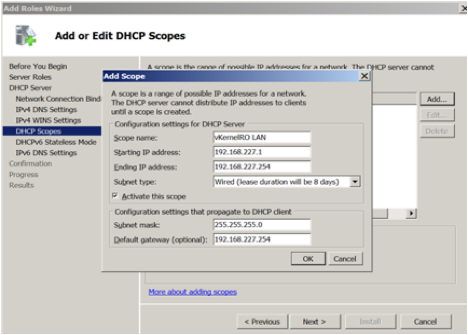 Add Roles Wizard
Add or Edit DHCP Scopes
Before You Begin
Server Roles
DHCP Server
Network Connection Bind
IPv4 DNS Settings
IPv4 WINS Settings
DHCP Scopes
DHCPv6 Stateless Mode
IPv6 DNS Settings
Confirmation
Progress
Results
A scope is the range of possible IP addresses for a network. The DHCP server cannot
Add...
Edit...
Delete
Add Scope
A scope is a range of possible IP addresses for a network.
The DHCP server cannot distribute IP addresses to clients
until a scope is created.
Configuration settings for DHCP Server
Scope name: vKernelRO LAN
Starting IP address: 192.168.227.1
Ending IP address: 192.168.227.254
Subnet type: Wired (lease duration will be 8 days)
Activate this scope
Configuration settings that propagate to DHCP client
Subnet mask: 255.255.255.0
Default gateway (optional): 192.168.227.254
OK Cancel
More about adding scopes
< Previous Next > Install Cancel